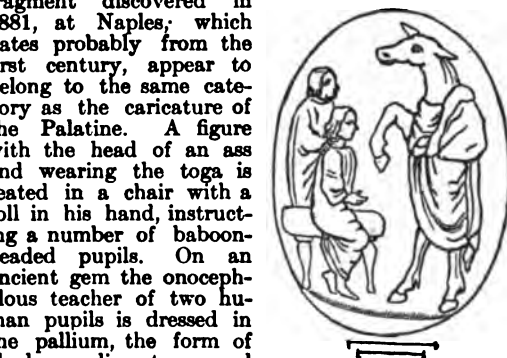 fragment discovered in
1881, at Naples, which
dates probably from the
first century, appear to
belong to the same cate-
gory as the caricature of
the Palatine. A figure
with the head of an ass
and wearing the toga is
seated in a chair with a
roll in his hand, instruct-
ing a number of baboon-
headed pupils. On an
ancient gem the onoceph-
alous teacher of two hu-
man pupils is dressed in
the pallium, the form of